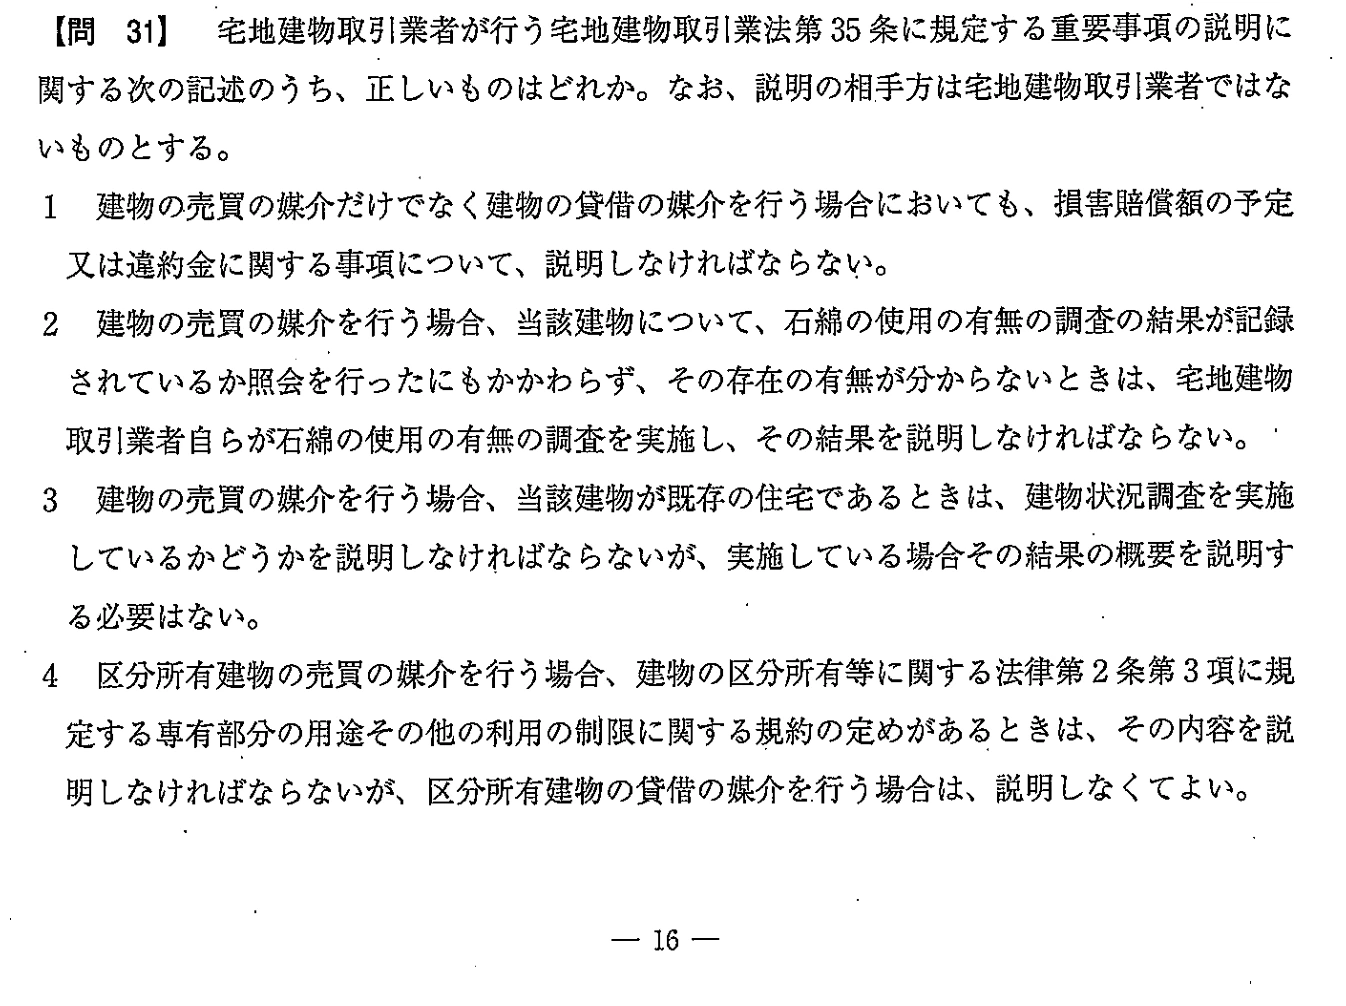 【問 31】 宅地建物取引業者が行う宅地建物取引業法第35条に規定する重要事項の説明に
関する次の記述のうち、正しいものはどれか。なお、説明の相手方は宅地建物取引業者ではな
いものとする。
1 建物の売買の媒介だけでなく建物の貸借の媒介を行う場合においても、損害賠償額の予定
又は違約金に関する事項について、説明しなければならない。
2 建物の売買の媒介を行う場合、当該建物について、石綿の使用の有無の調査の結果が記録
されているか照会を行ったにもかかわらず、その存在の有無が分からないときは、宅地建物
取引業者自らが石綿の使用の有無の調査を実施し、その結果を説明しなければならない。
3 建物の売買の媒介を行う場合、当該建物が既存の住宅であるときは、建物状況調査を実施
しているかどうかを説明しなければならないが、実施している場合その結果の概要を説明す
る必要はない。
4 区分所有建物の売買の媒介を行う場合、建物の区分所有等に関する法律第2条第3項に規
定する専有部分の用途その他の利用の制限に関する規約の定めがあるときは、その内容を説
明しなければならないが、区分所有建物の貸借の媒介を行う場合は、説明しなくてよい。
― 16 ―